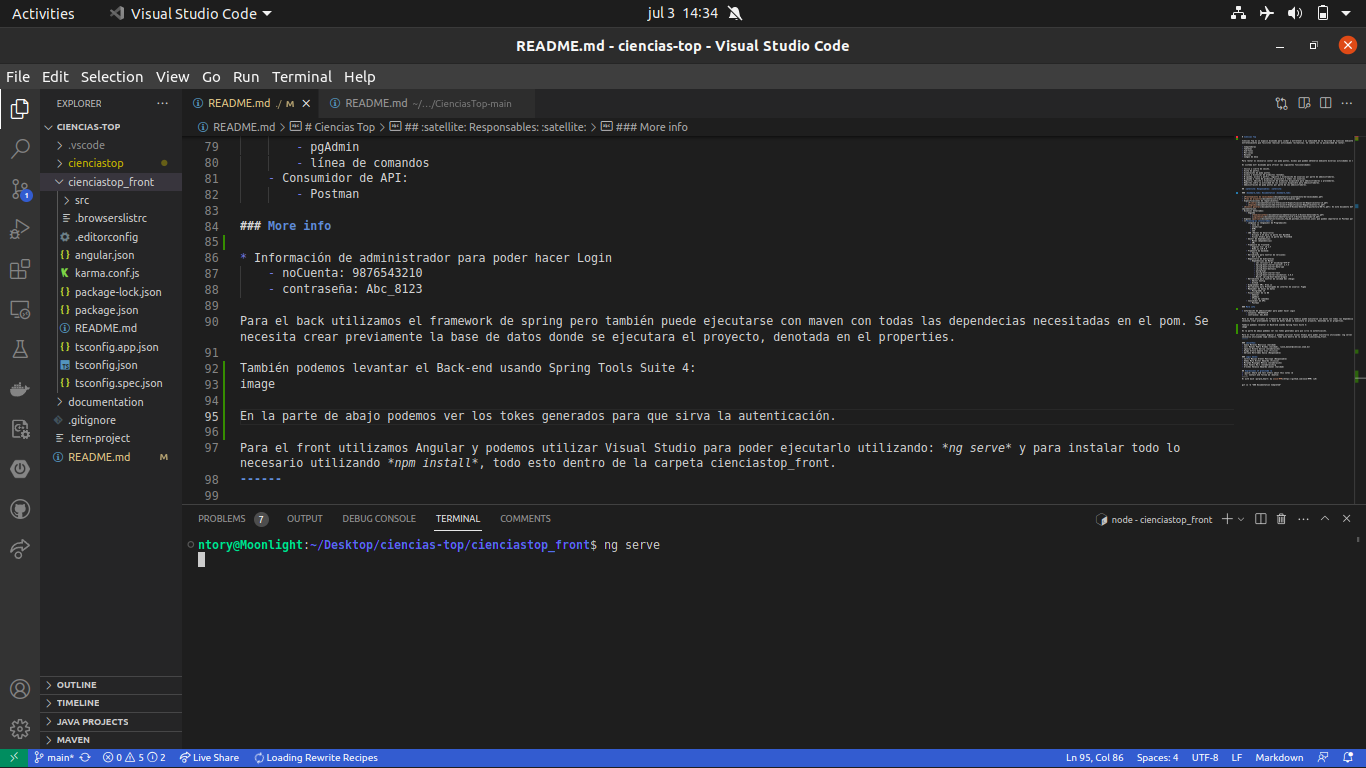 Activities
Visual Studio Code
jul 3 14:34
README.md - ciencias-top - Visual Studio Code
File Edit Selection View Go Run Terminal Help
EXPLORER
README.md ./ M
README.md ~/.../CienciasTop-main
CIENCIAS-TOP
README.md > # Ciencias Top > ## :satellite: Responsables: :satellite: > ### More info
.vscode
cienciastop
cienciastop_front
src
.browserslistrc
.editorconfig
angular.json
karma.conf.js
package-lock.json
package.json
README.md
tsconfig.app.json
tsconfig.json
tsconfig.spec.json
documentation
.gitignore
.tern-project
README.md M
1
79 - pgAdmin
80 - línea de comandos
81 - Consumidor de API:
82 - Postman
83
84 ### More info
85
86 * Información de administrador para poder hacer Login
87 - noCuenta: 9876543210
88 - contraseña: Abc_8123
89
90 Para el back utilizamos el framework de spring pero también puede ejecutarse con maven con todas las dependecias necesitadas en el pom. Se
necesita crear previamente la base de datos donde se ejecutara el proyecto, denotada en el properties.
91
92 También podemos levantar el Back-end usando Spring Tools Suite 4:
93 image
94
95 En la parte de abajo podemos ver los tokes generados para que sirva la autenticación.
96
97 Para el front utilizamos Angular y podemos utilizar Visual Studio para poder ejecutarlo utilizando: *ng serve* y para instalar todo lo
necesario utilizando *npm install*, todo esto dentro de la carpeta cienciastop_front.
98 ------
99
PROBLEMS 7 OUTPUT DEBUG CONSOLE TERMINAL COMMENTS
node - cienciastop_front
ntory@Moonlight:~/Desktop/ciencias-top/cienciastop_front$ ng serve
OUTLINE
TIMELINE
JAVA PROJECTS
MAVEN
main* 0 5 2 Live Share Loading Rewrite Recipes
Ln 95, Col 86 Spaces: 4 UTF-8 LF Markdown